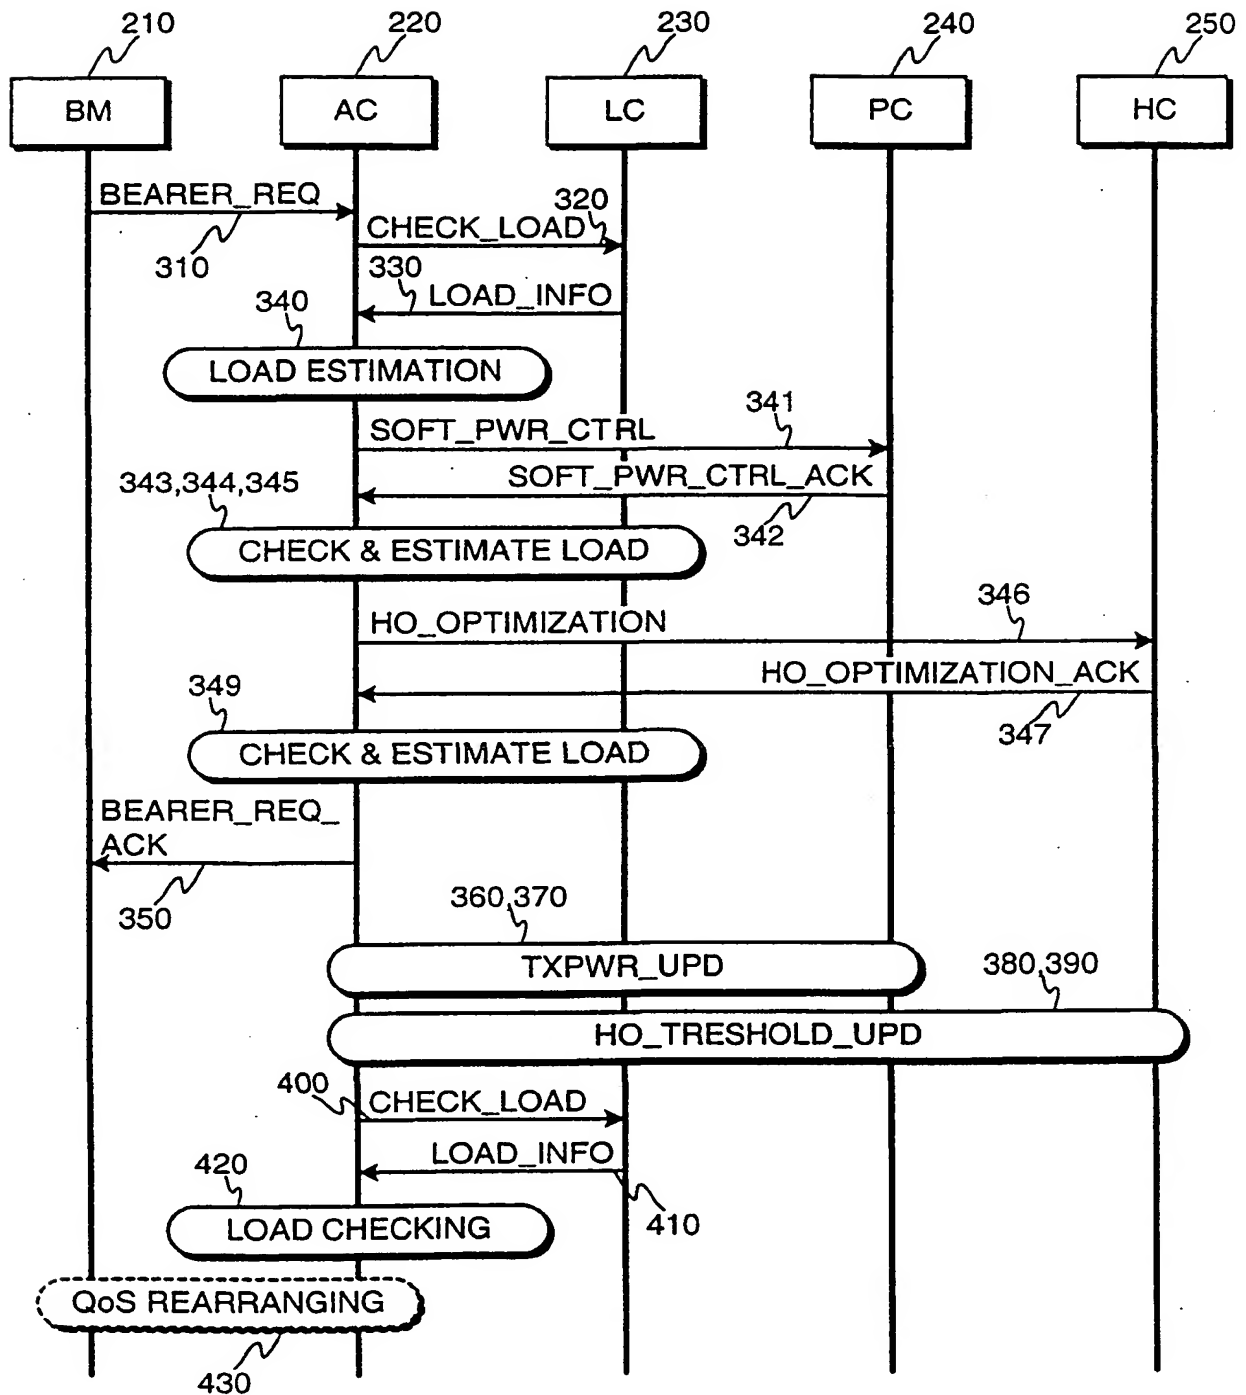 210
220
230
240
250
BM
AC
LC
PC
HC
BEARER_REQ
320
CHECK_LOAD
310
330
LOAD_INFO
340
LOAD ESTIMATION
341
SOFT_PWR_CTRL
SOFT_PWR_CTRL_ACK
343,344,345
342
CHECK & ESTIMATE LOAD
346
HO_OPTIMIZATION
HO_OPTIMIZATION_ACK
349
347
CHECK & ESTIMATE LOAD
BEARER_REQ_
ACK
350
360,370
TXPWR_UPD
380,390
HO_TRESHOLD_UPD
400
CHECK_LOAD
LOAD_INFO
420
410
LOAD CHECKING
QoS REARRANGING
430